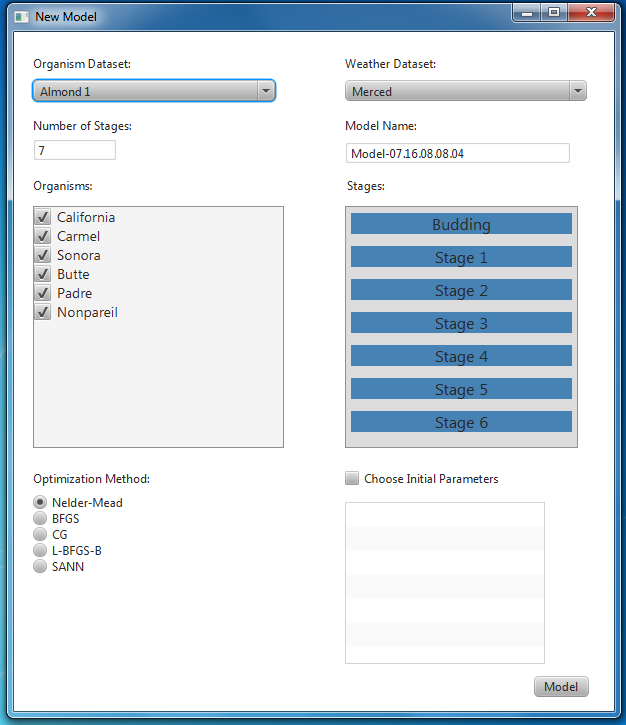 New Model
Organism Dataset:
Weather Dataset:
Almond 1
Merced
Number of Stages:
Model Name:
7
Model-07.16.08.08.04
Organisms:
Stages:
California
Carmel
Sonora
Butte
Padre
Nonpareil
Budding
Stage 1
Stage 2
Stage 3
Stage 4
Stage 5
Stage 6
Optimization Method:
Choose Initial Parameters
Nelder-Mead
BFGS
CG
L-BFGS-B
SANN
Model